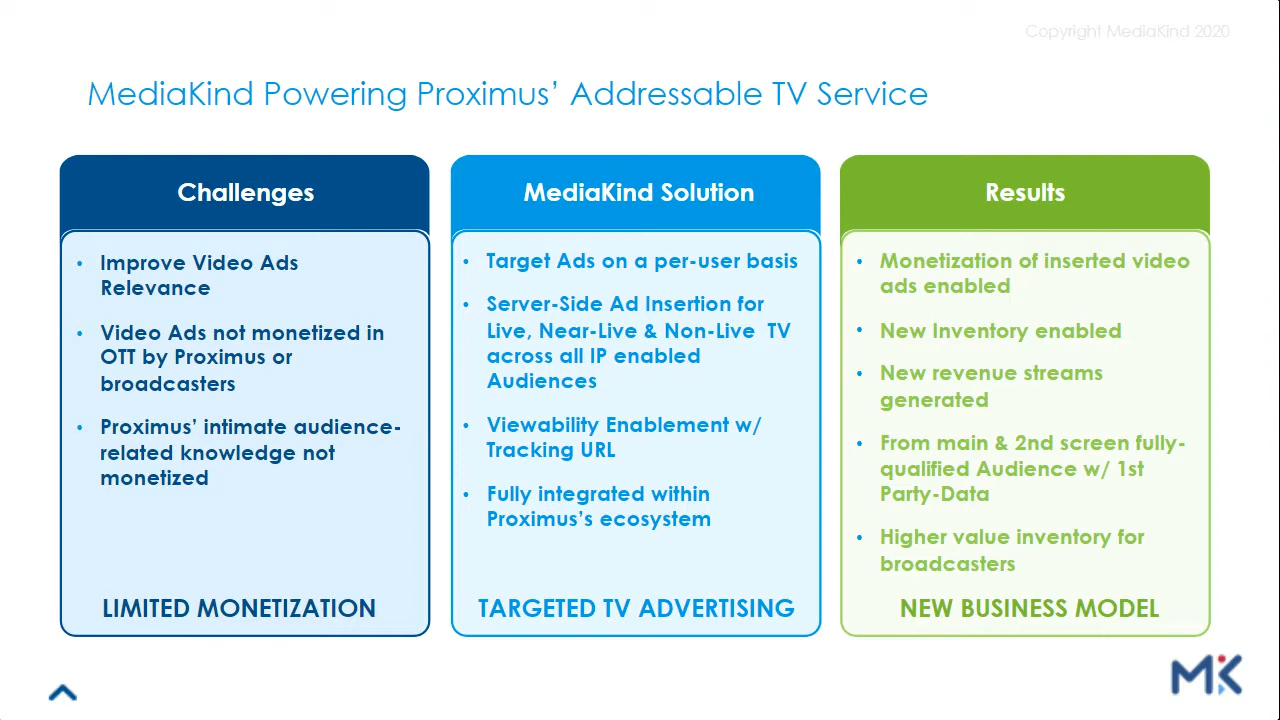 Copyright MediaKind 2020
MediaKind Powering Proximus’ Addressable TV Service
Challenges
• Improve Video Ads
Relevance
• Video Ads not monetized in
OTT by Proximus or
broadcasters
• Proximus’ intimate audience-
related knowledge not
monetized
LIMITED MONETIZATION
MediaKind Solution
• Target Ads on a per-user basis
• Server-Side Ad Insertion for
Live, Near-Live & Non-Live TV
across all IP enabled
Audiences
• Viewability Enablement w/
Tracking URL
• Fully integrated within
Proximus’s ecosystem
TARGETED TV ADVERTISING
Results
• Monetization of inserted video
ads enabled
• New Inventory enabled
• New revenue streams
generated
• From main & 2nd screen fully-
qualified Audience w/ 1st
Party-Data
• Higher value inventory for
broadcasters
NEW BUSINESS MODEL
MK